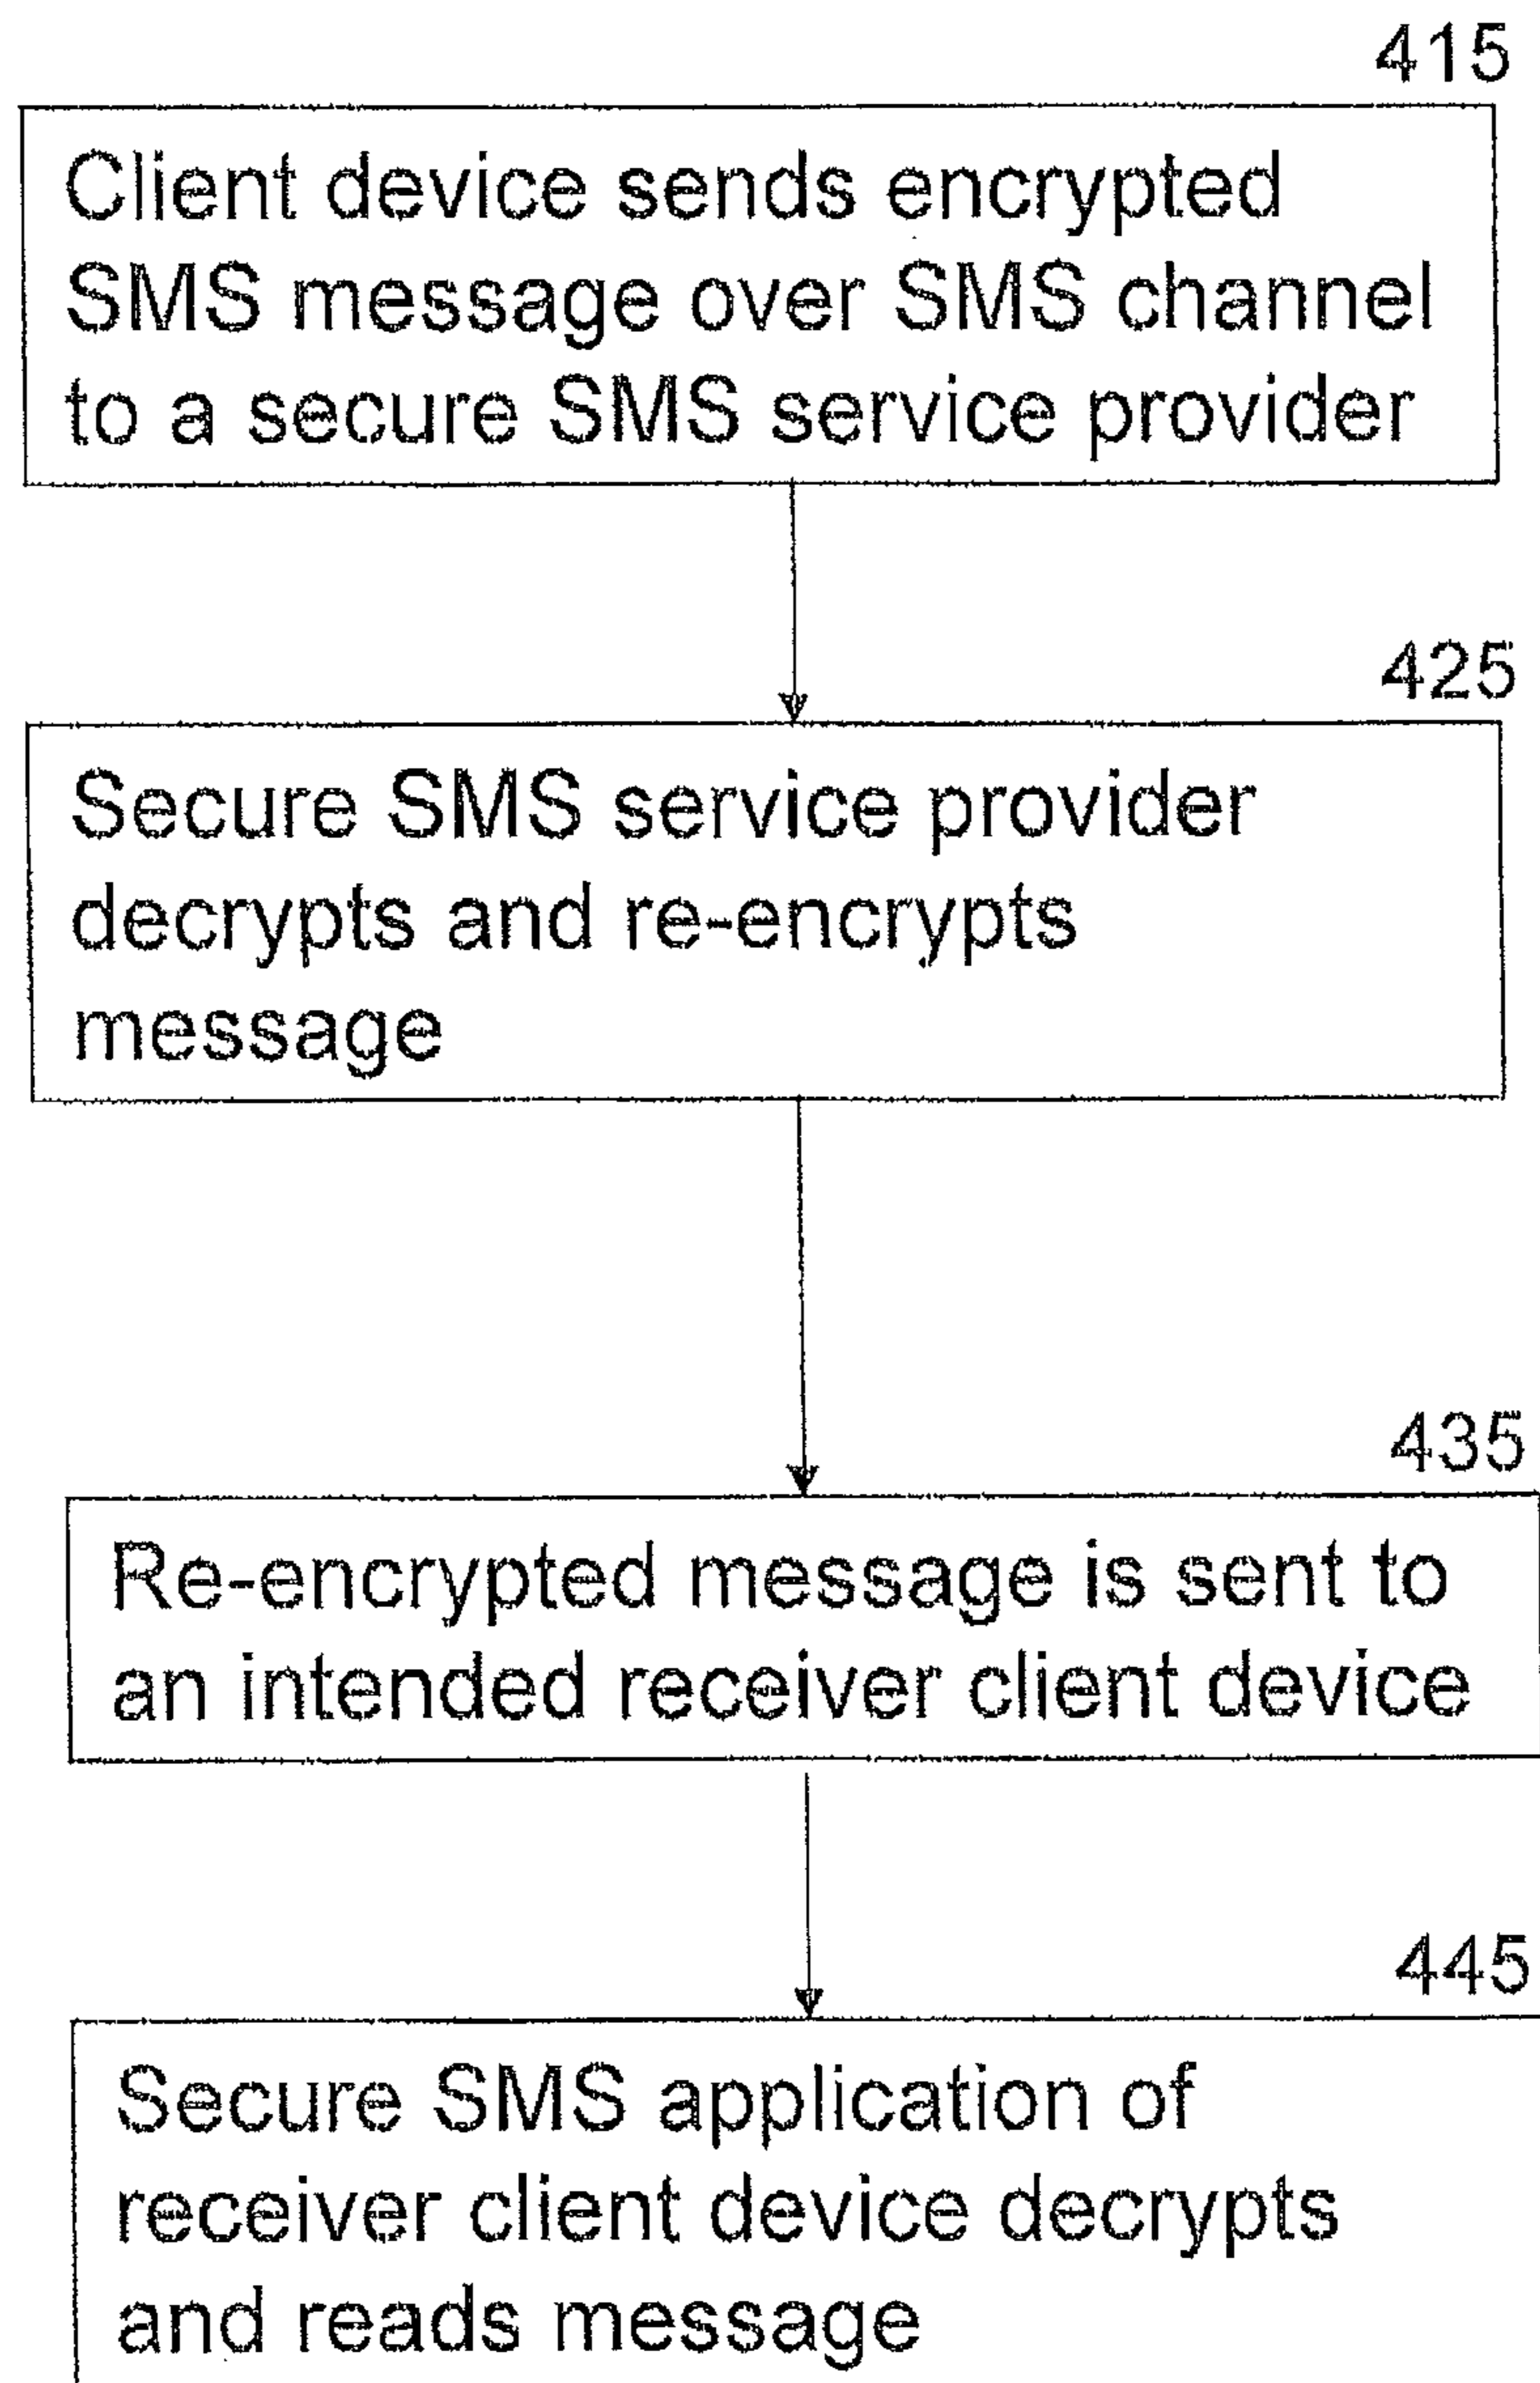 415
Client device sends encrypted
SMS message over SMS channel
to a secure SMS service provider
425
Secure SMS service provider
decrypts and re-encrypts
message
435
Re-encrypted message is sent to
an intended receiver client device
445
Secure SMS application of
receiver client device decrypts
and reads message